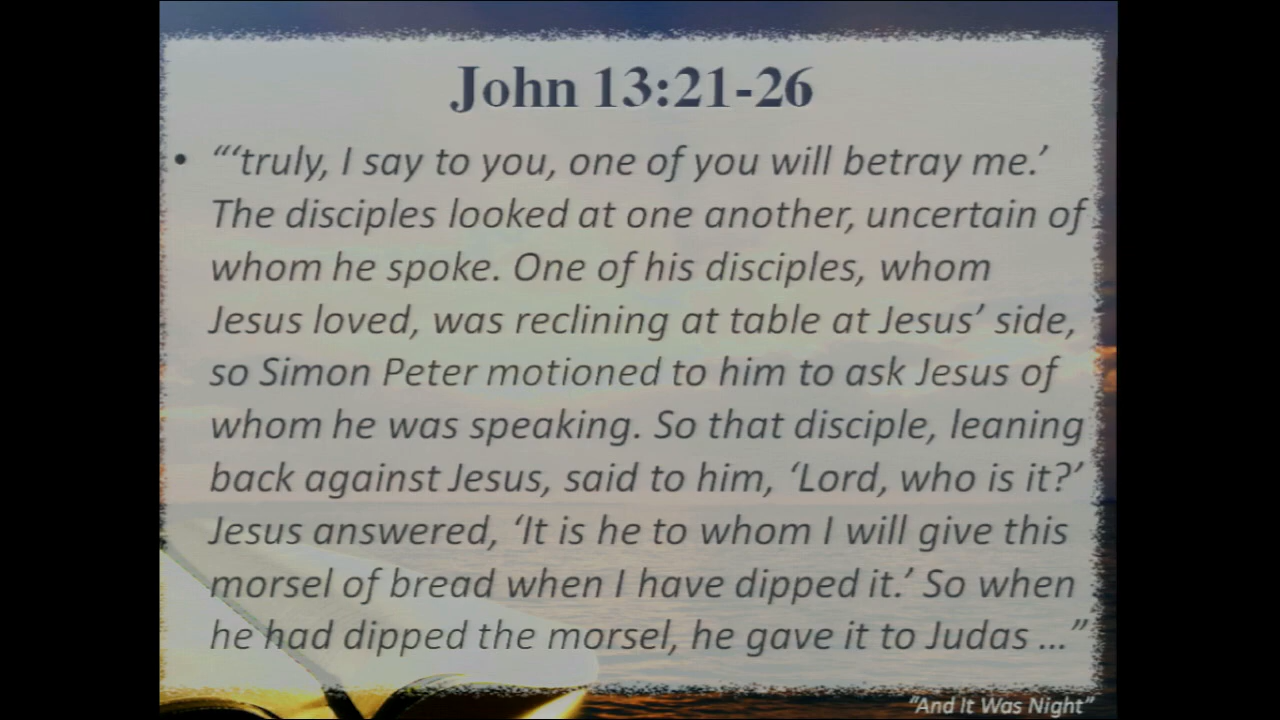 John 13:21-26
• “‘truly, I say to you, one of you will betray me.’
The disciples looked at one another, uncertain of
whom he spoke. One of his disciples, whom
Jesus loved, was reclining at table at Jesus’ side,
so Simon Peter motioned to him to ask Jesus of
whom he was speaking. So that disciple, leaning
back against Jesus, said to him, ‘Lord, who is it?’
Jesus answered, ‘It is he to whom I will give this
morsel of bread when I have dipped it.’ So when
he had dipped the morsel, he gave it to Judas ...”
“And It Was Night”